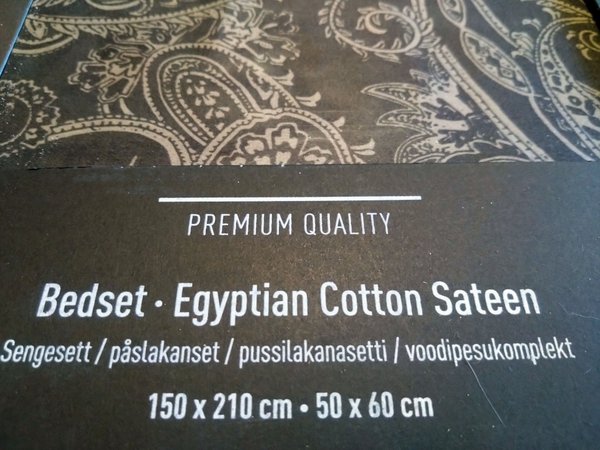 PREMIUM QUALITY
Bedset · Egyptian Cotton Sateen
Sengesett / påslakanset / pussilakanasetti / voodipesukomplekt
150 x 210 cm • 50 x 60 cm